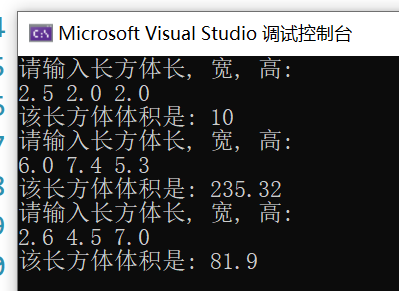 Microsoft Visual Studio 调试控制台
请输入长方体长, 宽, 高:
2.5 2.0 2.0
该长方体体积是: 10
请输入长方体长, 宽, 高:
6.0 7.4 5.3
该长方体体积是: 235.32
请输入长方体长, 宽, 高:
2.6 4.5 7.0
该长方体体积是: 81.9